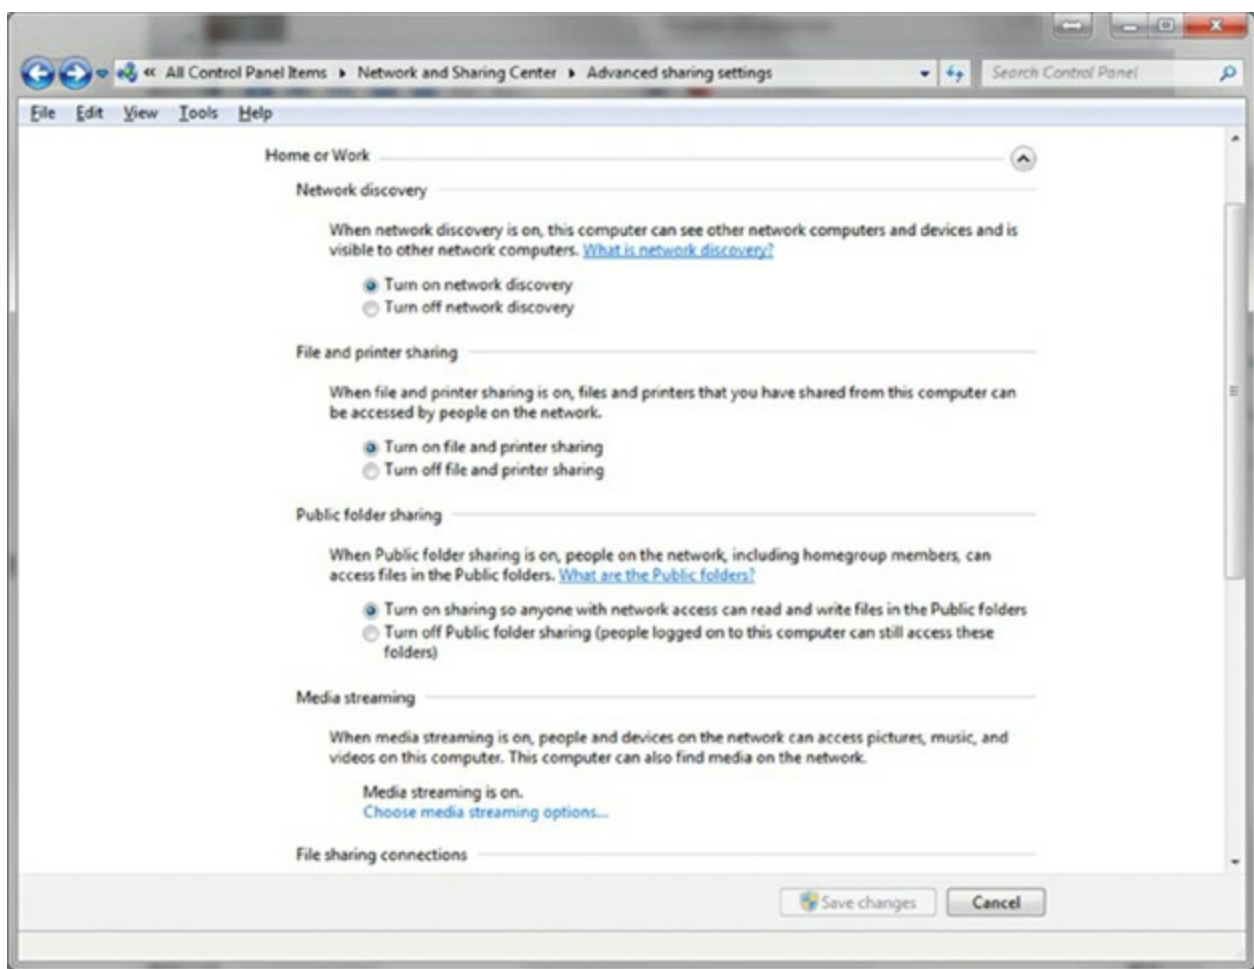 « All Control Panel Items ▸ Network and Sharing Center ▸ Advanced sharing settings
Search Control Panel
File Edit View Tools Help
Home or Work
Network discovery
When network discovery is on, this computer can see other network computers and devices and is
visible to other network computers. What is network discovery?
Turn on network discovery
Turn off network discovery
File and printer sharing
When file and printer sharing is on, files and printers that you have shared from this computer can
be accessed by people on the network.
Turn on file and printer sharing
Turn off file and printer sharing
Public folder sharing
When Public folder sharing is on, people on the network, including homegroup members, can
access files in the Public folders. What are the Public folders?
Turn on sharing so anyone with network access can read and write files in the Public folders
Turn off Public folder sharing (people logged on to this computer can still access these
folders)
Media streaming
When media streaming is on, people and devices on the network can access pictures, music, and
videos on this computer. This computer can also find media on the network.
Media streaming is on.
Choose media streaming options...
File sharing connections
Save changes
Cancel